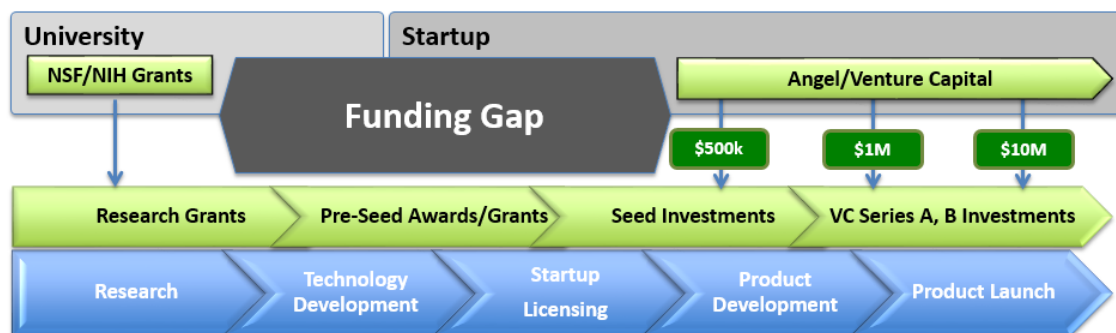 University
Startup
NSF/NIH Grants
Angel/Venture Capital
Funding Gap
$500k
$1M
$10M
Research Grants
Pre-Seed Awards/Grants
Seed Investments
VC Series A, B Investments
Research
Technology
Development
Startup
Licensing
Product
Development
Product Launch